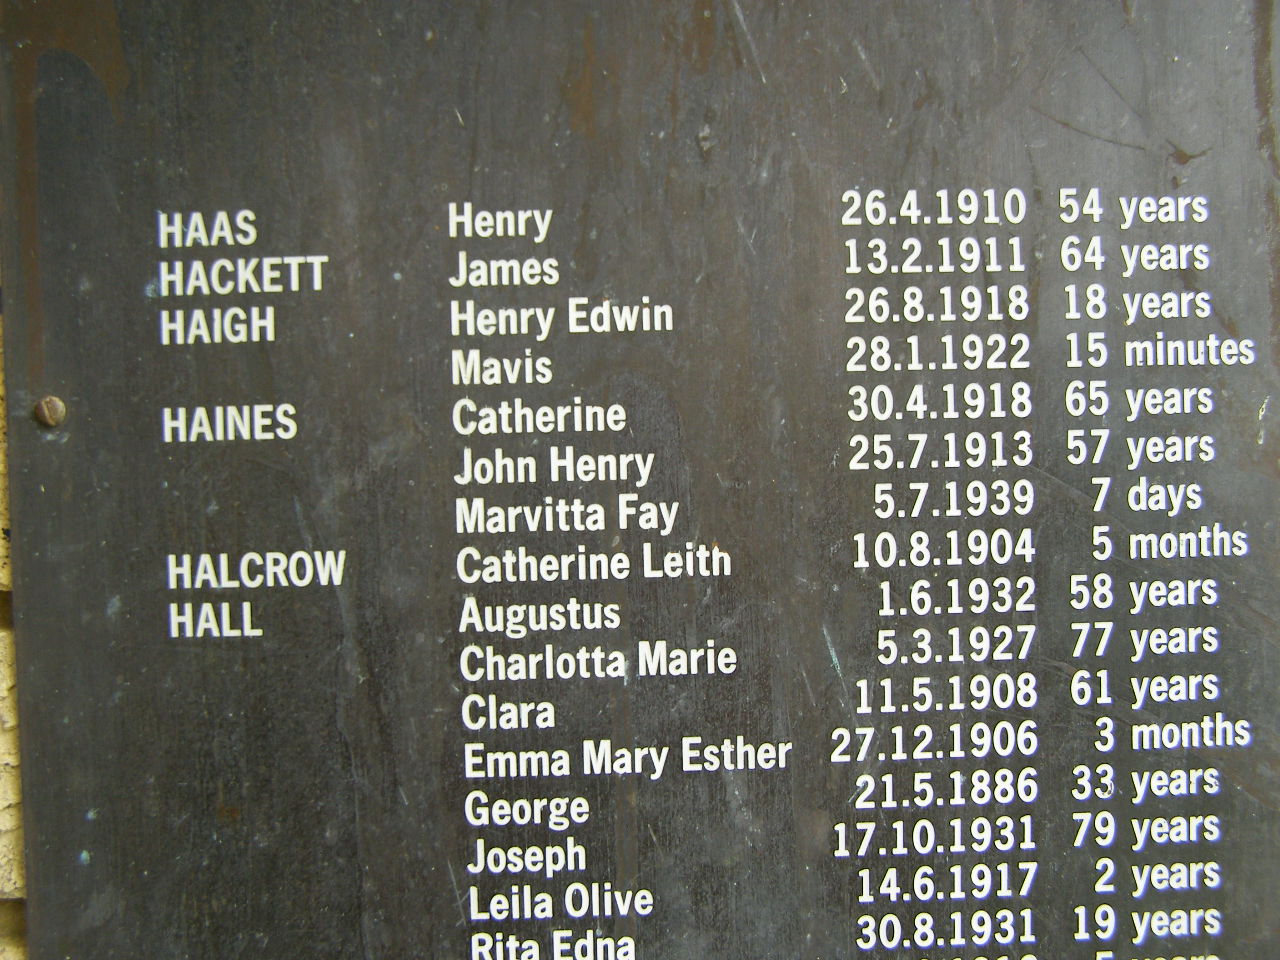 HAAS Henry 26.4.1910 54 years
HACKETT James 13.2.1911 64 years
HAIGH Henry Edwin 26.8.1918 18 years
Mavis 28.1.1922 15 minutes
HAINES Catherine 30.4.1918 65 years
John Henry 25.7.1913 57 years
Marvitta Fay 5.7.1939 7 days
HALCROW Catherine Leith 10.8.1904 5 months
HALL Augustus 1.6.1932 58 years
Charlotta Marie 5.3.1927 77 years
Clara 11.5.1908 61 years
Emma Mary Esther 27.12.1906 3 months
George 21.5.1886 33 years
Joseph 17.10.1931 79 years
Leila Olive 14.6.1917 2 years
Rita Edna 30.8.1931 19 years